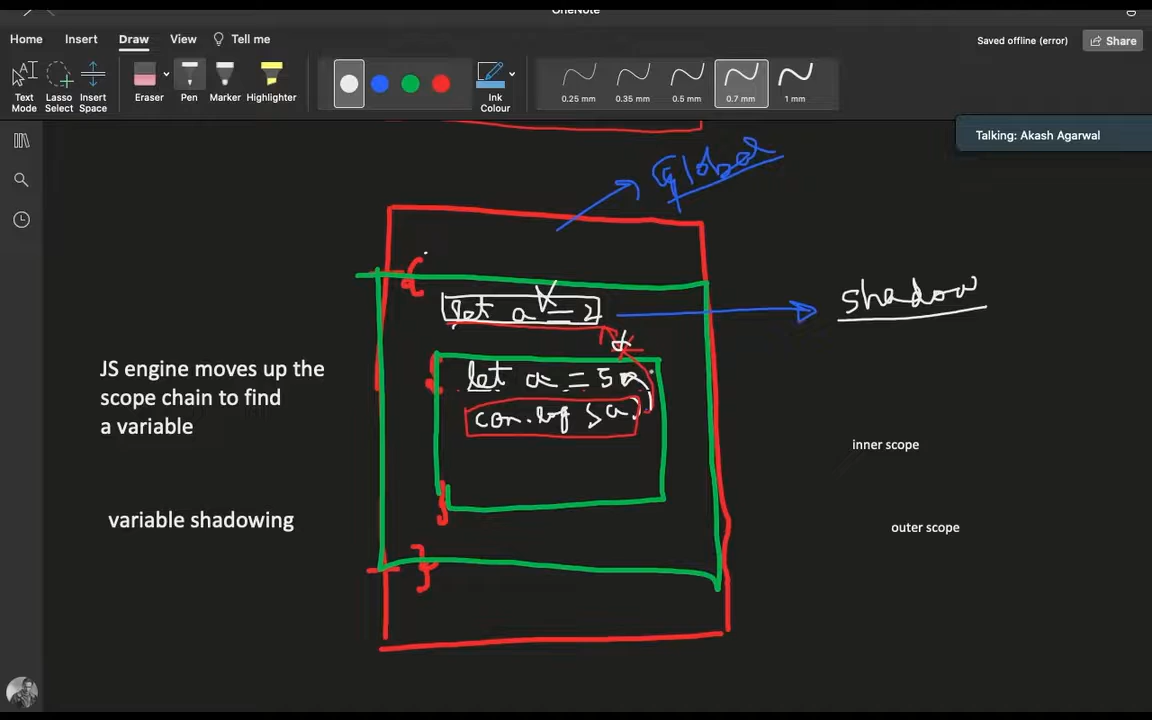 OneNote
Home Insert Draw View Tell me
Saved offline (error)
Share
Text Mode
Lasso Select
Insert Space
Eraser
Pen
Marker
Highlighter
Ink Colour
0.25 mm
0.35 mm
0.5 mm
0.7 mm
1 mm
Talking: Akash Agarwal
Global
{
let a = 2
shadow
{
let a = 50
con.log
JS engine moves up the
scope chain to find
a variable
inner scope
}
variable shadowing
outer scope
}